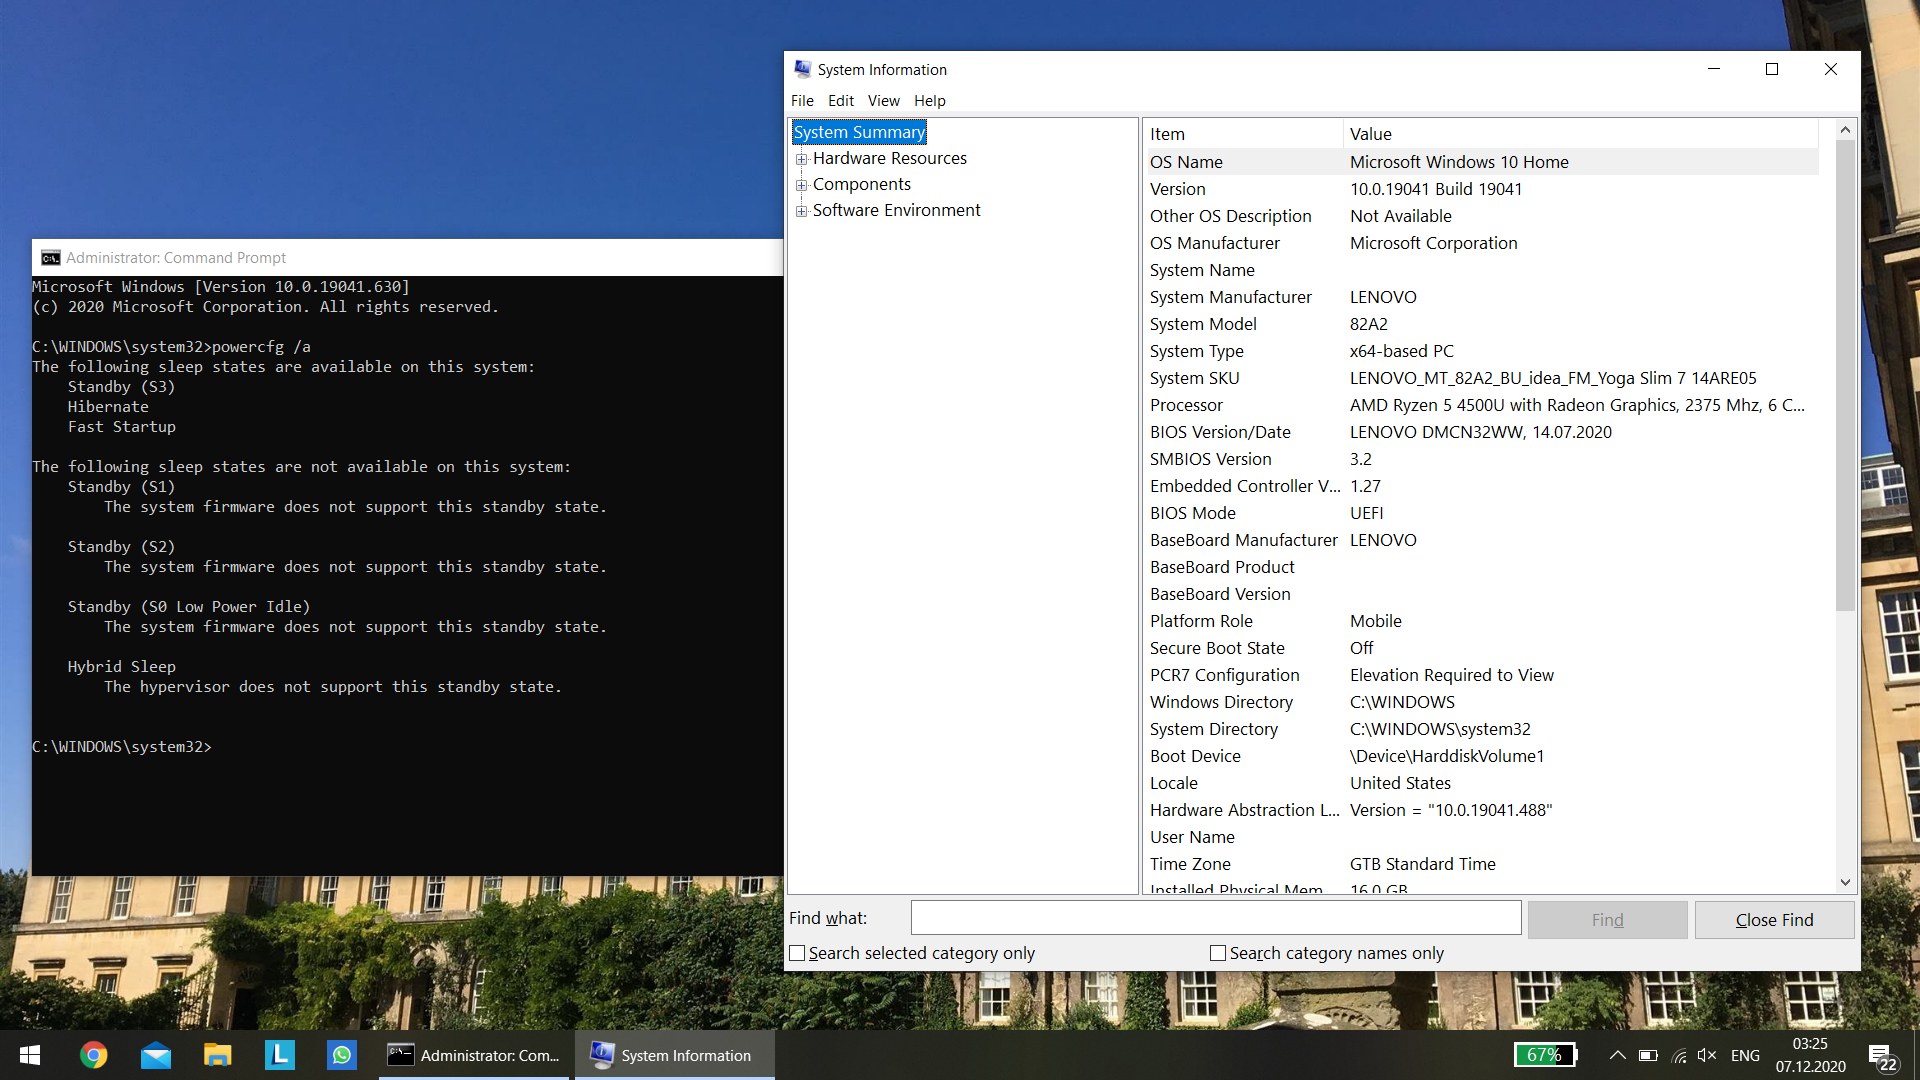 System Information
File Edit View Help
System Summary
Hardware Resources
Components
Software Environment
Item Value
OS Name Microsoft Windows 10 Home
Version 10.0.19041 Build 19041
Other OS Description Not Available
OS Manufacturer Microsoft Corporation
System Name
System Manufacturer LENOVO
System Model 82A2
System Type x64-based PC
System SKU LENOVO_MT_82A2_BU_idea_FM_Yoga Slim 7 14ARE05
Processor AMD Ryzen 5 4500U with Radeon Graphics, 2375 Mhz, 6 C...
BIOS Version/Date LENOVO DMCN32WW, 14.07.2020
SMBIOS Version 3.2
Embedded Controller V... 1.27
BIOS Mode UEFI
BaseBoard Manufacturer LENOVO
BaseBoard Product
BaseBoard Version
Platform Role Mobile
Secure Boot State Off
PCR7 Configuration Elevation Required to View
Windows Directory C:\WINDOWS
System Directory C:\WINDOWS\system32
Boot Device \Device\HarddiskVolume1
Locale United States
Hardware Abstraction L... Version = "10.0.19041.488"
User Name
Time Zone GTB Standard Time
Installed Physical Mem 16.0 GB
Find what:
Find
Close Find
Search selected category only
Search category names only
Administrator: Command Prompt
Microsoft Windows [Version 10.0.19041.630]
(c) 2020 Microsoft Corporation. All rights reserved.
C:\WINDOWS\system32>powercfg /a
The following sleep states are available on this system:
Standby (S3)
Hibernate
Fast Startup
The following sleep states are not available on this system:
Standby (S1)
The system firmware does not support this standby state.
Standby (S2)
The system firmware does not support this standby state.
Standby (S0 Low Power Idle)
The system firmware does not support this standby state.
Hybrid Sleep
The hypervisor does not support this standby state.
C:\WINDOWS\system32>
L
Administrator: Com...
System Information
67%
ENG
03:25
07.12.2020
22